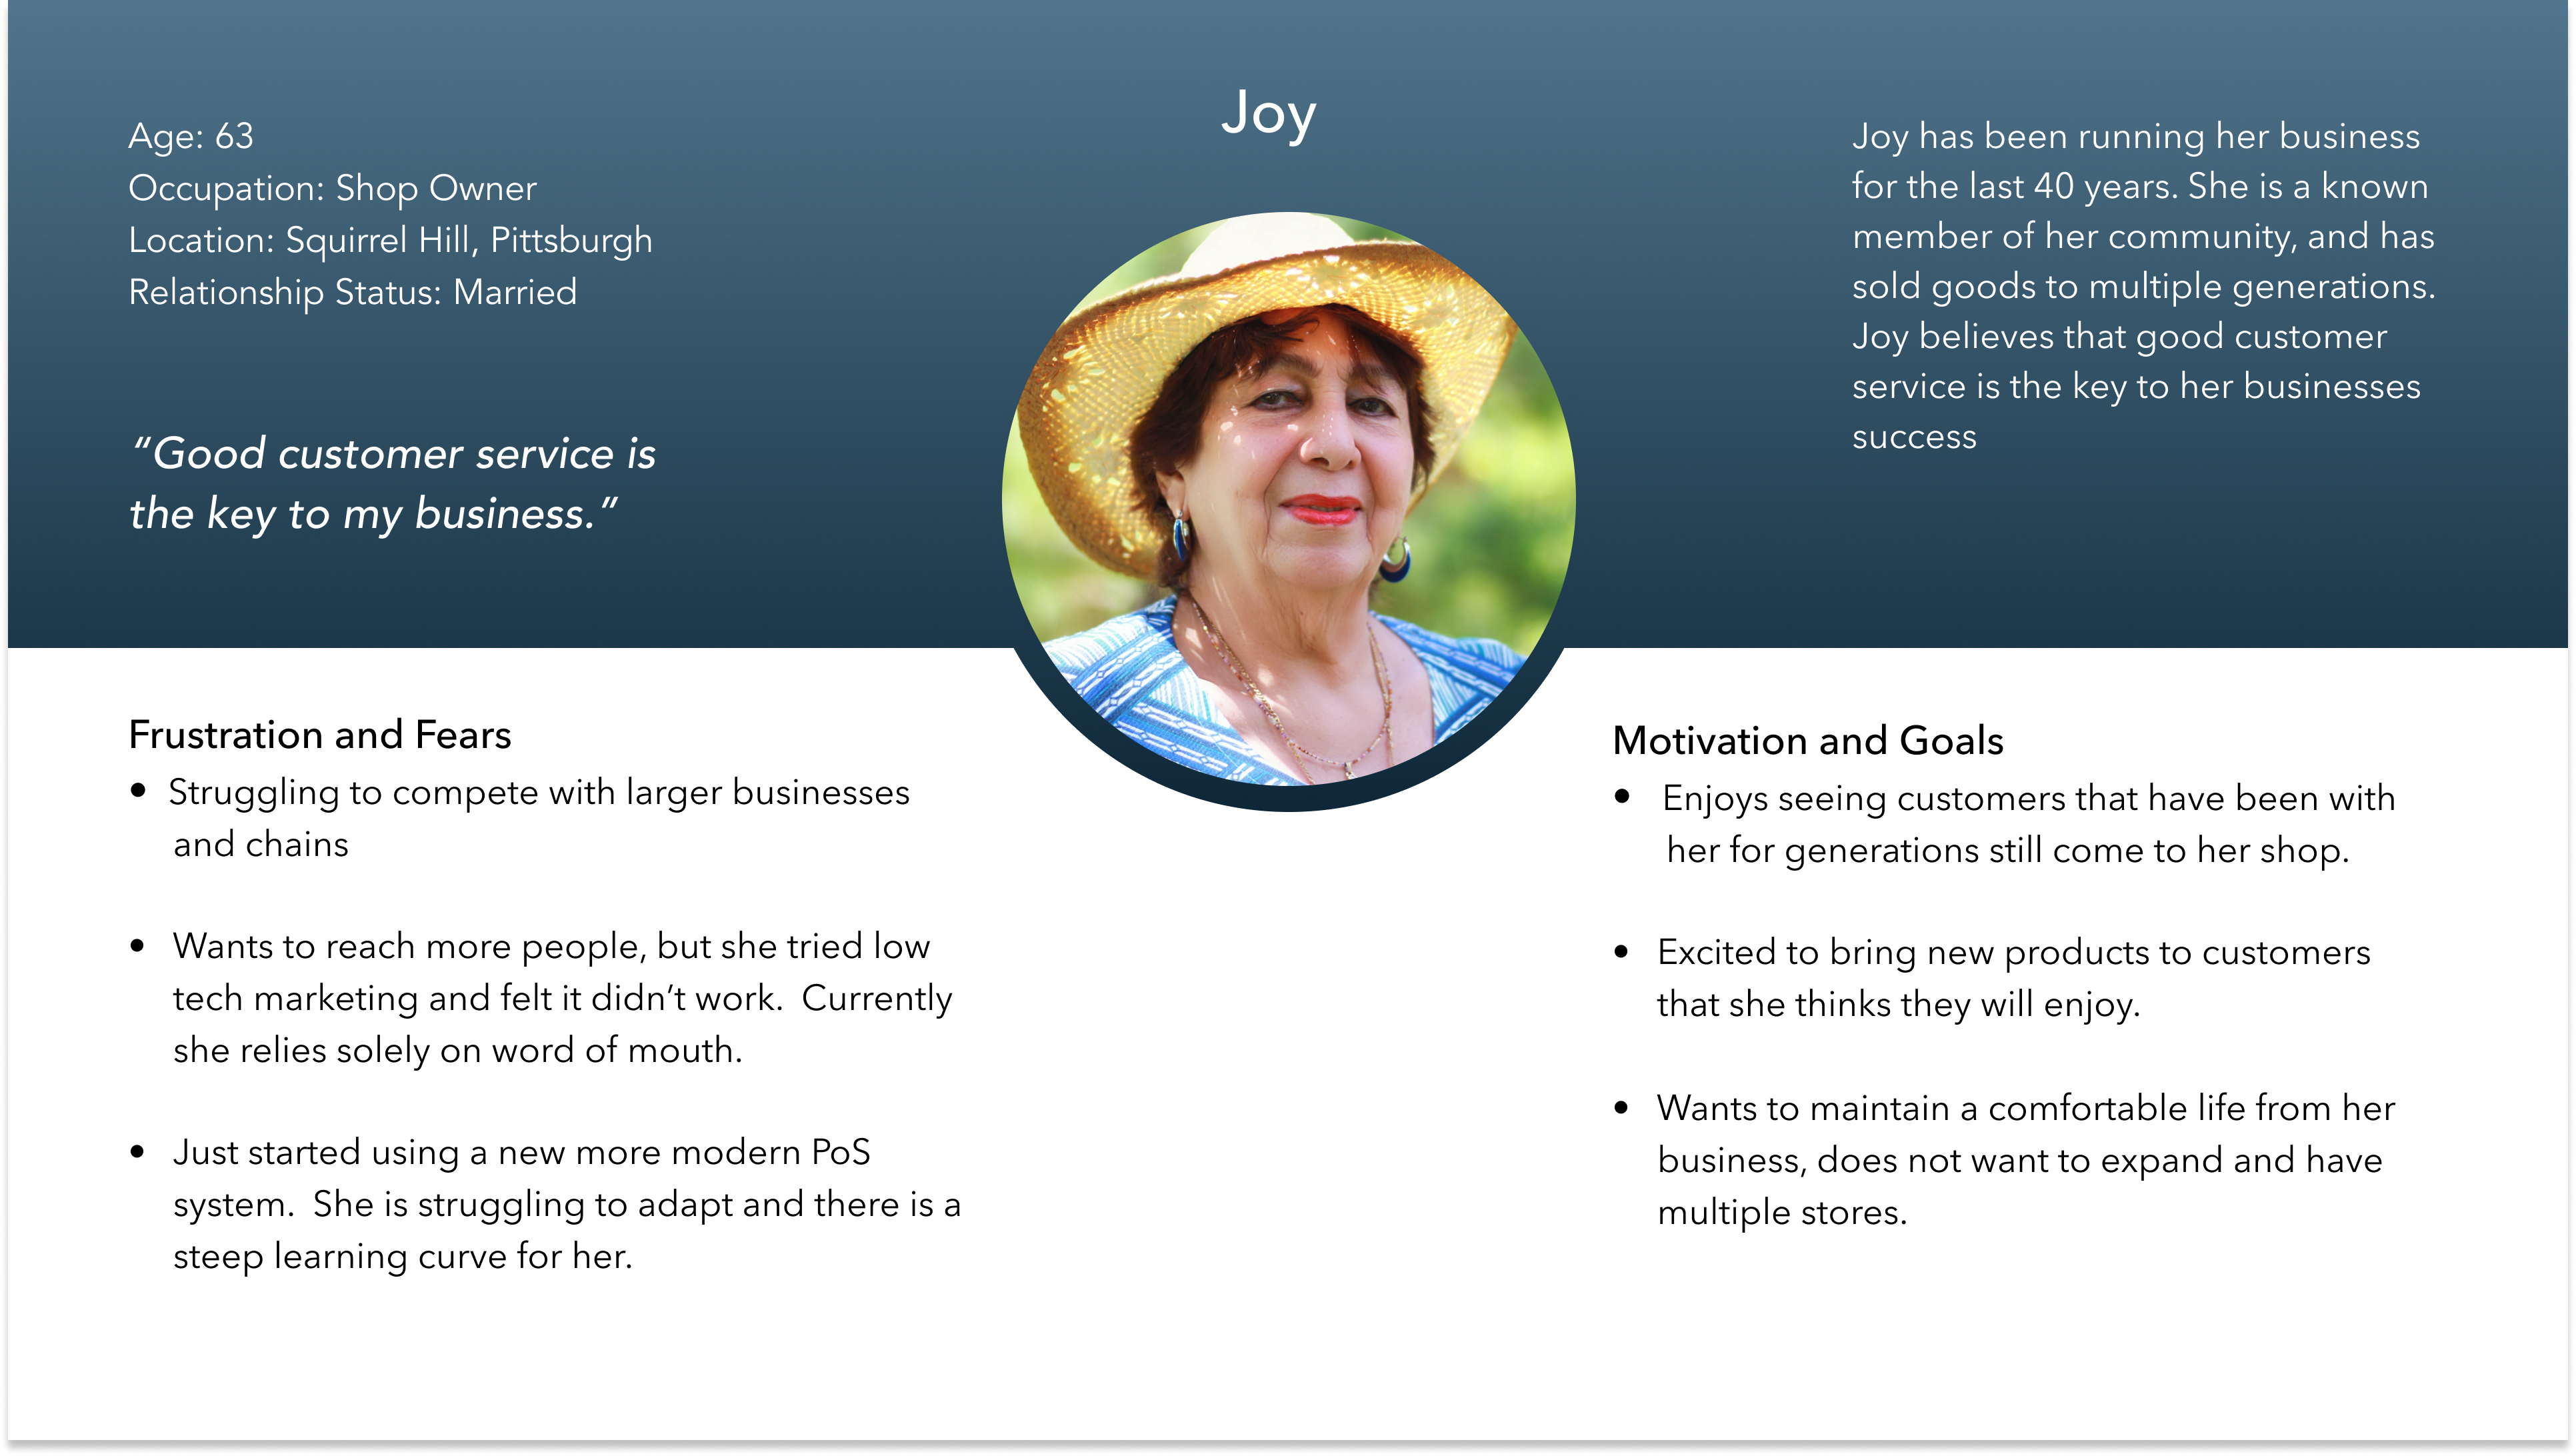 Joy
Age: 63
Occupation: Shop Owner
Location: Squirrel Hill, Pittsburgh
Relationship Status: Married
“Good customer service is
the key to my business.”
Joy has been running her business
for the last 40 years. She is a known
member of her community, and has
sold goods to multiple generations.
Joy believes that good customer
service is the key to her businesses
success
Frustration and Fears
• Struggling to compete with larger businesses
and chains
• Wants to reach more people, but she tried low
tech marketing and felt it didn’t work.  Currently
she relies solely on word of mouth.
• Just started using a new more modern PoS
system.  She is struggling to adapt and there is a
steep learning curve for her.
Motivation and Goals
• Enjoys seeing customers that have been with
her for generations still come to her shop.
• Excited to bring new products to customers
that she thinks they will enjoy.
• Wants to maintain a comfortable life from her
business, does not want to expand and have
multiple stores.